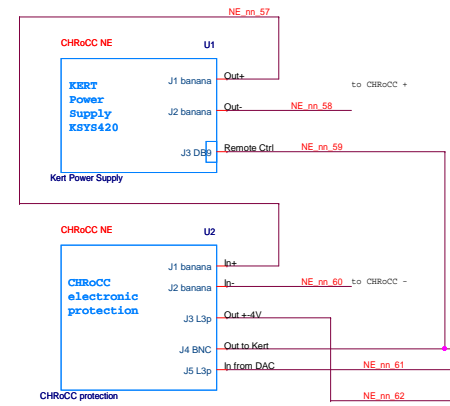 NE_nn_57
CHRoCC NE
U1
KERT
Power
Supply
KSYS420
J1 banana
Out+
to CHRoCC +
J2 banana
Out-
NE_nn_58
J3 DB9
Remote Ctrl
NE_nn_59
Kert Power Supply
CHRoCC NE
U2
CHRoCC
electronic
protection
J1 banana
In+
J2 banana
In-
NE_nn_60
to CHRoCC -
J3 L3p
Out +-4V
J4 BNC
Out to Kert
J5 L3p
In from DAC
NE_nn_61
CHRoCC protection
NE_nn_62